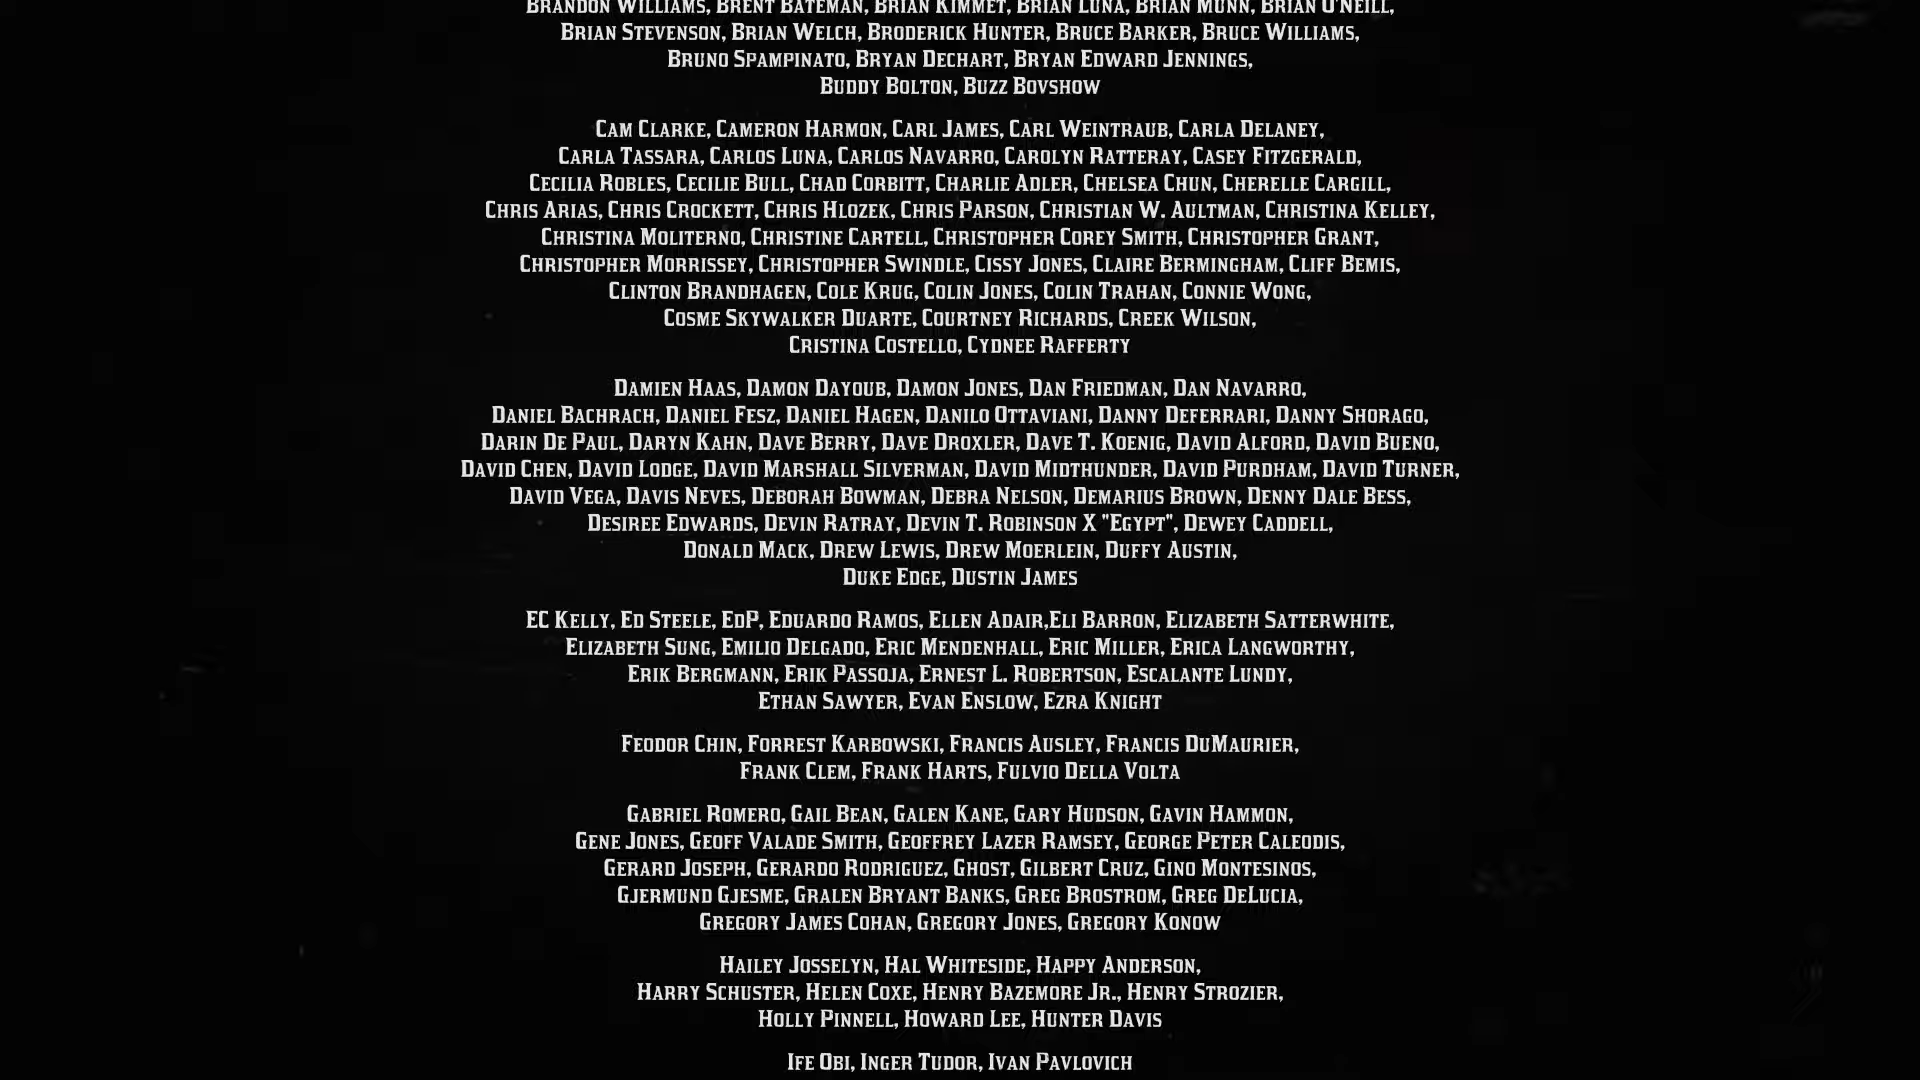 Brandon Williams, Brent Bateman, Brian Kimmet, Brian Luna, Brian Munn, Brian O'Neill,
Brian Stevenson, Brian Welch, Broderick Hunter, Bruce Barker, Bruce Williams,
Bruno Spampinato, Bryan Dechart, Bryan Edward Jennings,
Buddy Bolton, Buzz Bovshow
Cam Clarke, Cameron Harmon, Carl James, Carl Weintraub, Carla Delaney,
Carla Tassara, Carlos Luna, Carlos Navarro, Carolyn Ratteray, Casey Fitzgerald,
Cecilia Robles, Cecilie Bull, Chad Corbitt, Charlie Adler, Chelsea Chun, Cherelle Cargill,
Chris Arias, Chris Crockett, Chris Hlozek, Chris Parson, Christian W. Aultman, Christina Kelley,
Christina Moliterno, Christine Cartell, Christopher Corey Smith, Christopher Grant,
Christopher Morrissey, Christopher Swindle, Cissy Jones, Claire Bermingham, Cliff Bemis,
Clinton Brandhagen, Cole Krug, Colin Jones, Colin Trahan, Connie Wong,
Cosme Skywalker Duarte, Courtney Richards, Creek Wilson,
Cristina Costello, Cydnee Rafferty
Damien Haas, Damon Dayoub, Damon Jones, Dan Friedman, Dan Navarro,
Daniel Bachrach, Daniel Fesz, Daniel Hagen, Danilo Ottaviani, Danny Deferrari, Danny Shorago,
Darin De Paul, Daryn Kahn, Dave Berry, Dave Droxler, Dave T. Koenig, David Alford, David Bueno,
David Chen, David Lodge, David Marshall Silverman, David Midthunder, David Purdham, David Turner,
David Vega, Davis Neves, Deborah Bowman, Debra Nelson, Demarius Brown, Denny Dale Bess,
Desiree Edwards, Devin Ratray, Devin T. Robinson X "Egypt", Dewey Caddell,
Donald Mack, Drew Lewis, Drew Moerlein, Duffy Austin,
Duke Edge, Dustin James
EC Kelly, Ed Steele, EdP, Eduardo Ramos, Ellen Adair,Eli Barron, Elizabeth Satterwhite,
Elizabeth Sung, Emilio Delgado, Eric Mendenhall, Eric Miller, Erica Langworthy,
Erik Bergmann, Erik Passoja, Ernest L. Robertson, Escalante Lundy,
Ethan Sawyer, Evan Enslow, Ezra Knight
Feodor Chin, Forrest Karbowski, Francis Ausley, Francis DuMaurier,
Frank Clem, Frank Harts, Fulvio Della Volta
Gabriel Romero, Gail Bean, Galen Kane, Gary Hudson, Gavin Hammon,
Gene Jones, Geoff Valade Smith, Geoffrey Lazer Ramsey, George Peter Caleodis,
Gerard Joseph, Gerardo Rodriguez, Ghost, Gilbert Cruz, Gino Montesinos,
Gjermund Gjesme, Gralen Bryant Banks, Greg Brostrom, Greg DeLucia,
Gregory James Cohan, Gregory Jones, Gregory Konow
Hailey Josselyn, Hal Whiteside, Happy Anderson,
Harry Schuster, Helen Coxe, Henry Bazemore Jr., Henry Strozier,
Holly Pinnell, Howard Lee, Hunter Davis
Ife Obi, Inger Tudor, Ivan Pavlovich